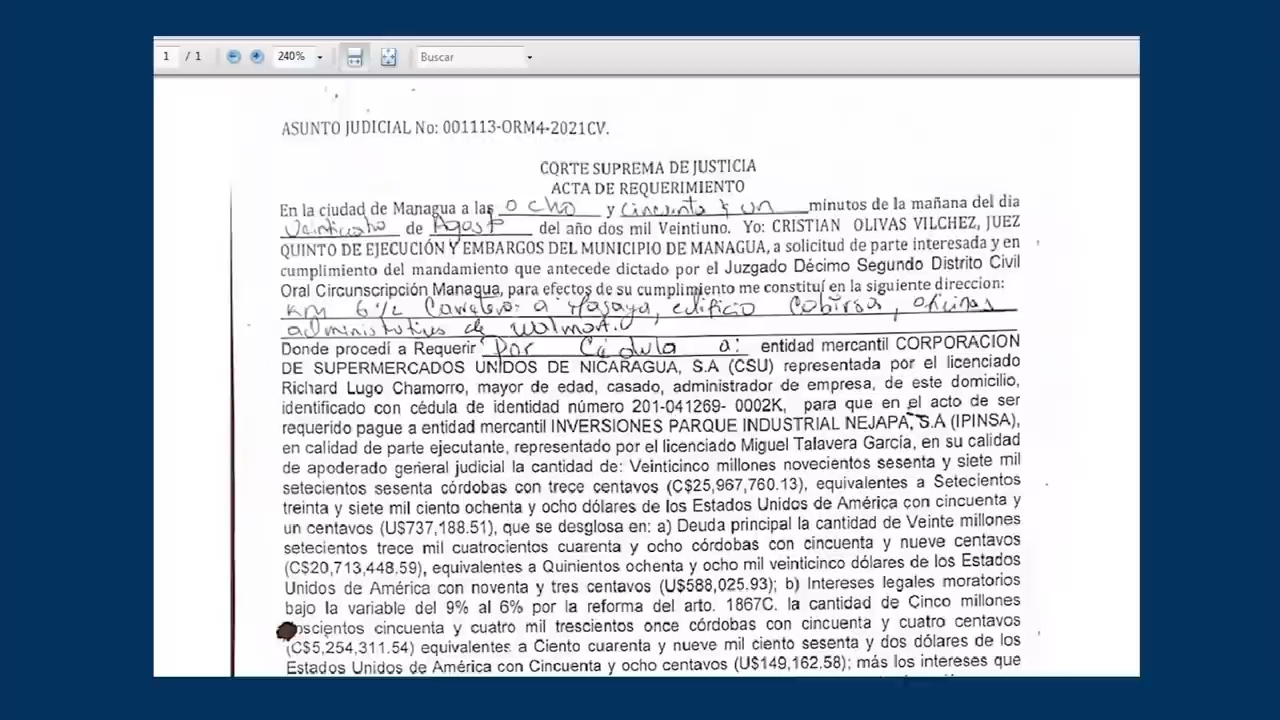 1 / 1 240% Buscar
ASUNTO JUDICIAL No: 001113-ORM4-2021CV.
CORTE SUPREMA DE JUSTICIA
ACTA DE REQUERIMIENTO
En la ciudad de Managua a las ocho y cincuenta y un minutos de la mañana del dia
Veinticuatro de Agosto del año dos mil Veintiuno. Yo: CRISTIAN OLIVAS VILCHEZ, JUEZ
QUINTO DE EJECUCIÓN Y EMBARGOS DEL MUNICIPIO DE MANAGUA, a solicitud de parte interesada y en
cumplimiento del mandamiento que antecede dictado por el Juzgado Décimo Segundo Distrito Civil
Oral Circunscripción Managua, para efectos de su cumplimiento me constituí en la siguiente direccion:
Km 6 1/2 Carretera a Masaya, edificio Cobirsa, oficinas
administrativas de Walmart.
Donde procedí a Requerir por Cédula a: entidad mercantil CORPORACION
DE SUPERMERCADOS UNIDOS DE NICARAGUA, S.A (CSU) representada por el licenciado
Richard Lugo Chamorro, mayor de edad, casado, administrador de empresa, de este domicilio,
identificado con cédula de identidad número 201-041269- 0002K, para que en el acto de ser
requerido pague a entidad mercantil INVERSIONES PARQUE INDUSTRIAL NEJAPA, S.A (IPINSA),
en calidad de parte ejecutante, representado por el licenciado Miguel Talavera García, en su calidad
de apoderado general judicial la cantidad de: Veinticinco millones novecientos sesenta y siete mil
setecientos sesenta córdobas con trece centavos (C$25,967,760.13), equivalentes a Setecientos
treinta y siete mil ciento ochenta y ocho dólares de los Estados Unidos de América con cincuenta y
un centavos (U$737,188.51), que se desglosa en: a) Deuda principal la cantidad de Veinte millones
setecientos trece mil cuatrocientos cuarenta y ocho córdobas con cincuenta y nueve centavos
(C$20,713,448.59), equivalentes a Quinientos ochenta y ocho mil veinticinco dólares de los Estados
Unidos de América con noventa y tres centavos (U$588,025.93); b) Intereses legales moratorios
bajo la variable del 9% al 6% por la reforma del arto. 1867C. la cantidad de Cinco millones
oscientos cincuenta y cuatro mil trescientos once córdobas con cincuenta y cuatro centavos
(C$5,254,311.54) equivalentes a Ciento cuarenta y nueve mil ciento sesenta y dos dólares de los
Estados Unidos de América con Cincuenta y ocho centavos (U$149,162.58); más los intereses que